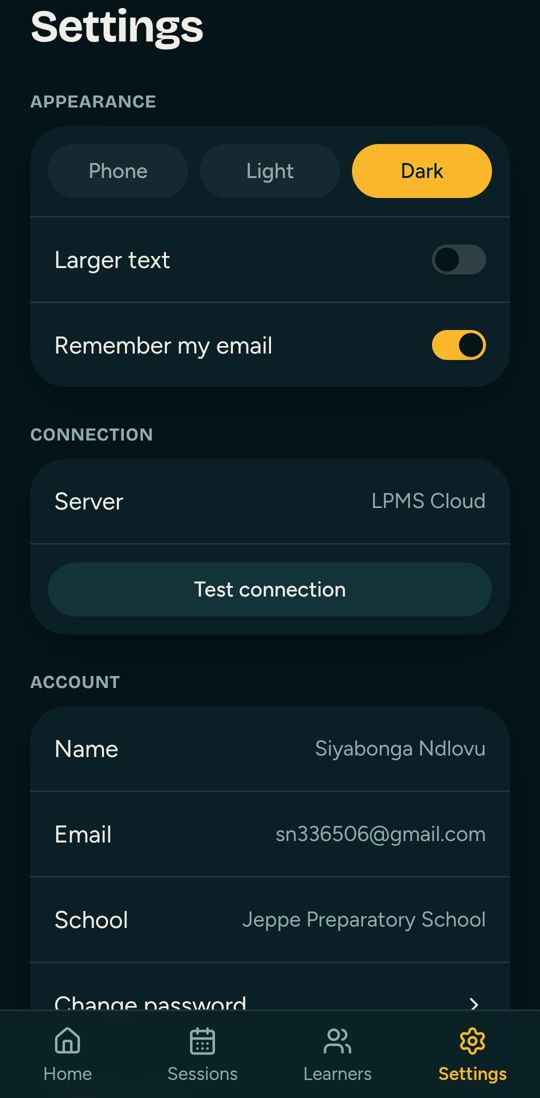 Settings
APPEARANCE
Phone Light Dark
Larger text
Remember my email
CONNECTION
Server LPMS Cloud
Test connection
ACCOUNT
Name Siyabonga Ndlovu
Email sn336506@gmail.com
School Jeppe Preparatory School
Change password
Home Sessions Learners Settings